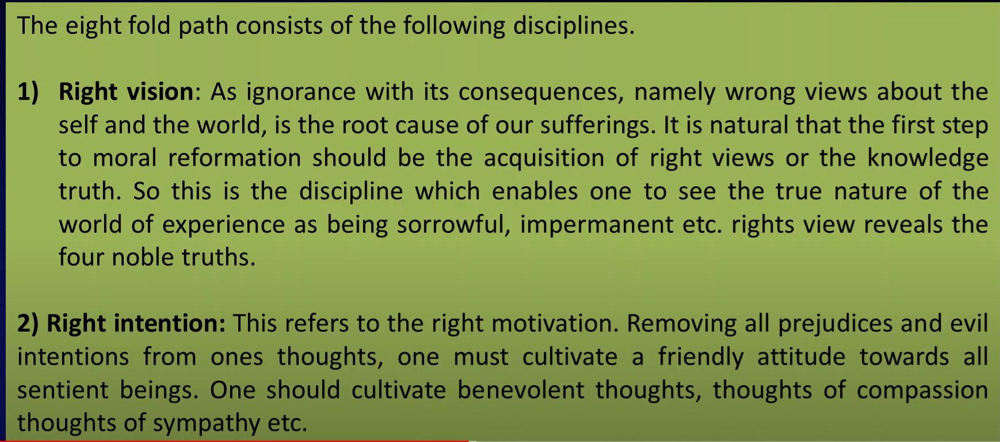 The eight fold path consists of the following disciplines.
1) Right vision: As ignorance with its consequences, namely wrong views about the
self and the world, is the root cause of our sufferings. It is natural that the first step
to moral reformation should be the acquisition of right views or the knowledge
truth. So this is the discipline which enables one to see the true nature of the
world of experience as being sorrowful, impermanent etc. rights view reveals the
four noble truths.
2) Right intention: This refers to the right motivation. Removing all prejudices and evil
intentions from ones thoughts, one must cultivate a friendly attitude towards all
sentient beings. One should cultivate benevolent thoughts, thoughts of compassion
thoughts of sympathy etc.